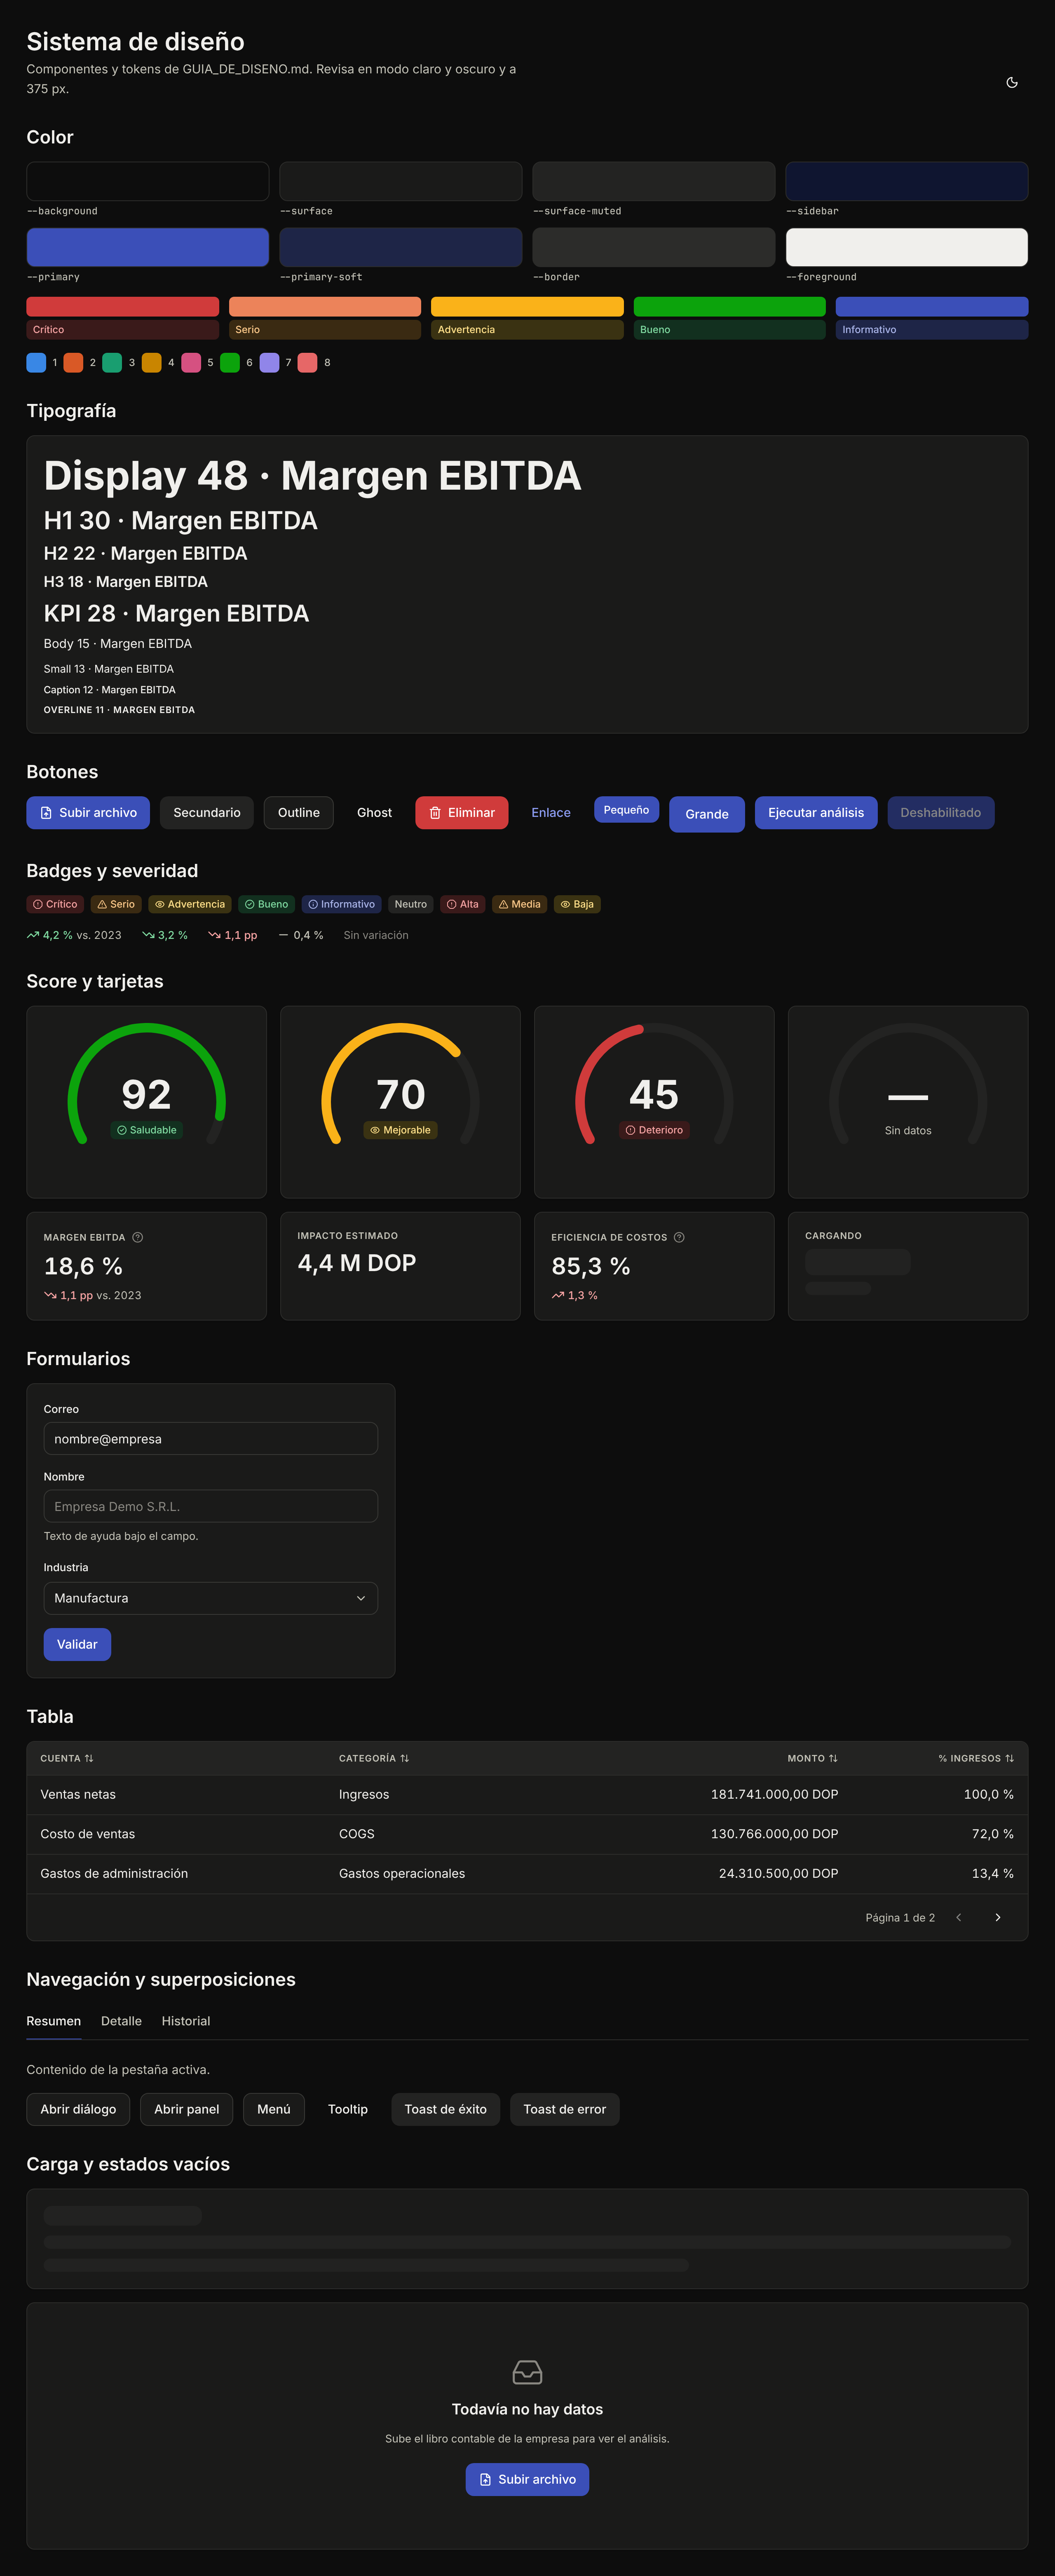 Sistema de diseño
Componentes y tokens de GUIA_DE_DISENO.md. Revisa en modo claro y oscuro y a
375 px.
Color
--background
--surface
--surface-muted
--sidebar
--primary
--primary-soft
--border
--foreground
Crítico
Serio
Advertencia
Bueno
Informativo
1 2 3 4 5 6 7 8
Tipografía
Display 48 · Margen EBITDA
H1 30 · Margen EBITDA
H2 22 · Margen EBITDA
H3 18 · Margen EBITDA
KPI 28 · Margen EBITDA
Body 15 · Margen EBITDA
Small 13 · Margen EBITDA
Caption 12 · Margen EBITDA
OVERLINE 11 · MARGEN EBITDA
Botones
Subir archivo
Secundario
Outline
Ghost
Eliminar
Enlace
Pequeño
Grande
Ejecutar análisis
Deshabilitado
Badges y severidad
Crítico
Serio
Advertencia
Bueno
Informativo
Neutro
Alta
Media
Baja
4,2 % vs. 2023
3,2 %
1,1 pp
0,4 %
Sin variación
Score y tarjetas
92
Saludable
70
Mejorable
45
Deterioro
—
Sin datos
MARGEN EBITDA
18,6 %
1,1 pp vs. 2023
IMPACTO ESTIMADO
4,4 M DOP
EFICIENCIA DE COSTOS
85,3 %
1,3 %
CARGANDO
Formularios
Correo
nombre@empresa
Nombre
Empresa Demo S.R.L.
Texto de ayuda bajo el campo.
Industria
Manufactura
Validar
Tabla
CUENTA CATEGORÍA MONTO % INGRESOS
Ventas netas Ingresos 181.741.000,00 DOP 100,0 %
Costo de ventas COGS 130.766.000,00 DOP 72,0 %
Gastos de administración Gastos operacionales 24.310.500,00 DOP 13,4 %
Página 1 de 2
Navegación y superposiciones
Resumen
Detalle
Historial
Contenido de la pestaña activa.
Abrir diálogo
Abrir panel
Menú
Tooltip
Toast de éxito
Toast de error
Carga y estados vacíos
Todavía no hay datos
Sube el libro contable de la empresa para ver el análisis.
Subir archivo